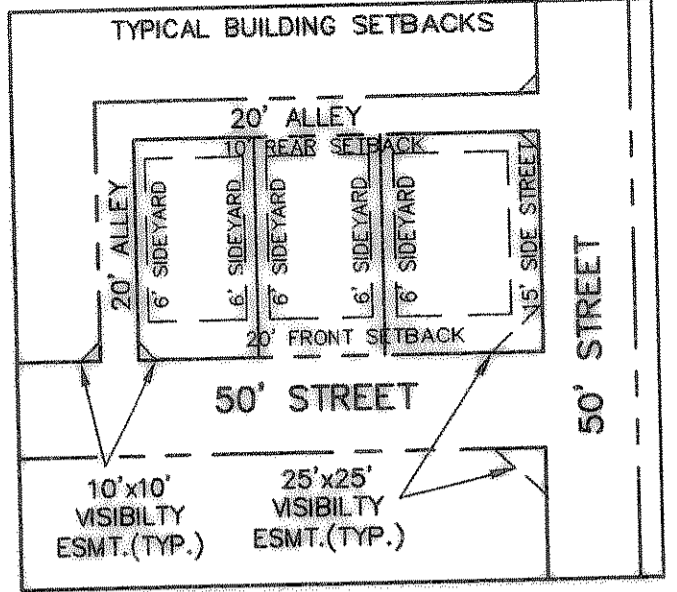 TYPICAL BUILDING SETBACKS
20' ALLEY
10' REAR SETBACK
20' ALLEY
6' SIDEYARD
6' SIDEYARD
6' SIDEYARD
6' SIDEYARD
6' SIDEYARD
15' SIDE STREET
20' FRONT SETBACK
50' STREET
50' STREET
10'x10'
VISIBILTY
ESMT.(TYP.)
25'x25'
VISIBILTY
ESMT.(TYP.)